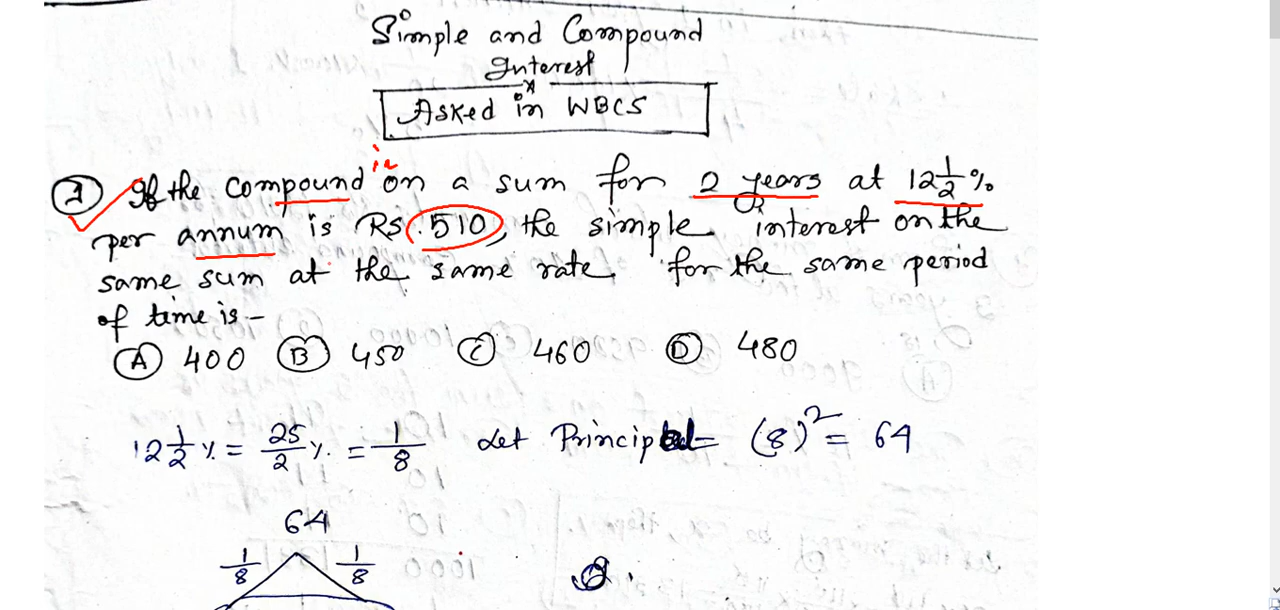 Simple and Compound
Interest
Asked in WBCS
in
① If the compound on a sum for 2 years at 12½%
per annum is RS. 510, the simple interest on the
same sum at the same rate for the same period
of time is -
Ⓐ 400 Ⓑ 450 Ⓒ 460 Ⓓ 480
12½% = 25/2 %. = 1/8 Let Principal = (8)² = 64
64
1/8 1/8